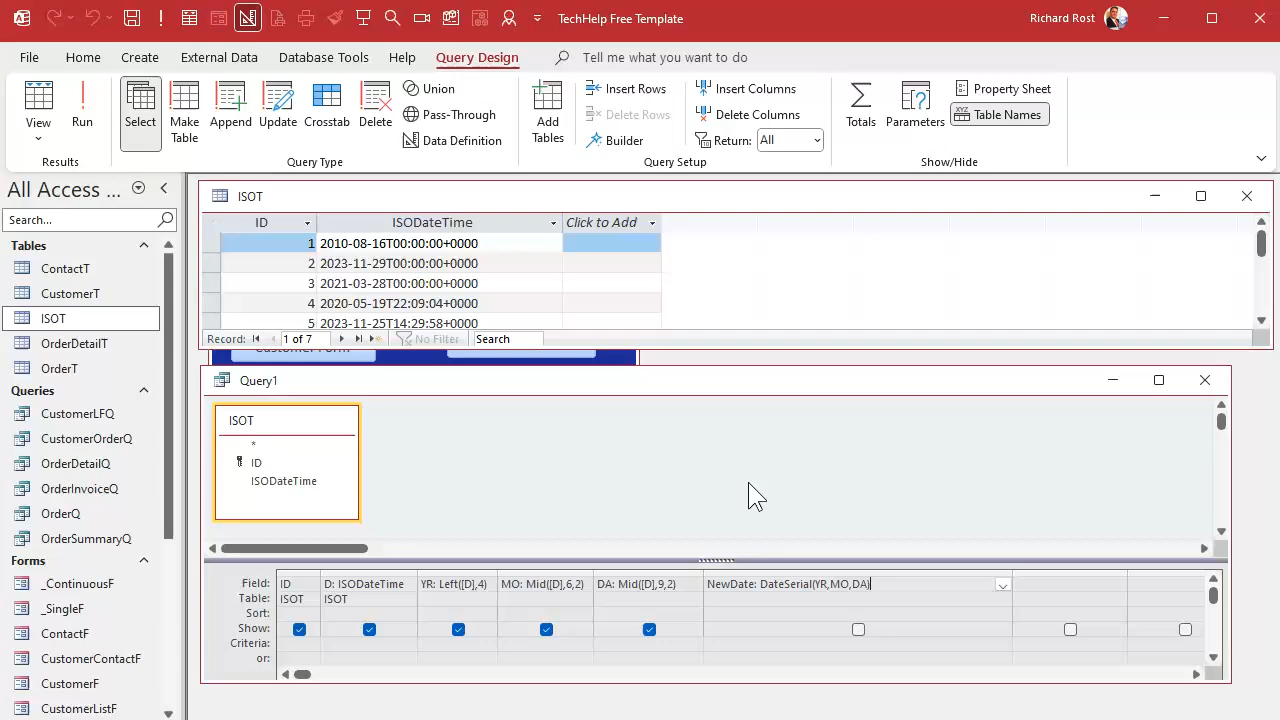 TechHelp Free Template
Richard Rost
File Home Create External Data Database Tools Help Query Design Tell me what you want to do
View
Run
Results
Select
Make Table
Append
Update
Crosstab
Delete
Union
Pass-Through
Data Definition
Query Type
Add Tables
Insert Rows
Delete Rows
Builder
Insert Columns
Delete Columns
Return: All
Query Setup
Totals
Parameters
Property Sheet
XYZ Table Names
Show/Hide
All Access ...
Search...
Tables
ContactT
CustomerT
ISOT
OrderDetailT
OrderT
Queries
CustomerLFQ
CustomerOrderQ
OrderDetailQ
OrderInvoiceQ
OrderQ
OrderSummaryQ
Forms
_ContinuousF
_SingleF
ContactF
CustomerContactF
CustomerF
CustomerListF
ISOT
ID ISODateTime Click to Add
1 2010-08-16T00:00:00+0000
2 2023-11-29T00:00:00+0000
3 2021-03-28T00:00:00+0000
4 2020-05-19T22:09:04+0000
5 2023-11-25T14:29:58+0000
Record: 1 of 7 No Filter Search
Query1
ISOT
*
ID
ISODateTime
Field: ID D: ISODateTime YR: Left([D],4) MO: Mid([D],6,2) DA: Mid([D],9,2) NewDate: DateSerial(YR,MO,DA)
Table: ISOT ISOT
Sort:
Show:
Criteria:
or: